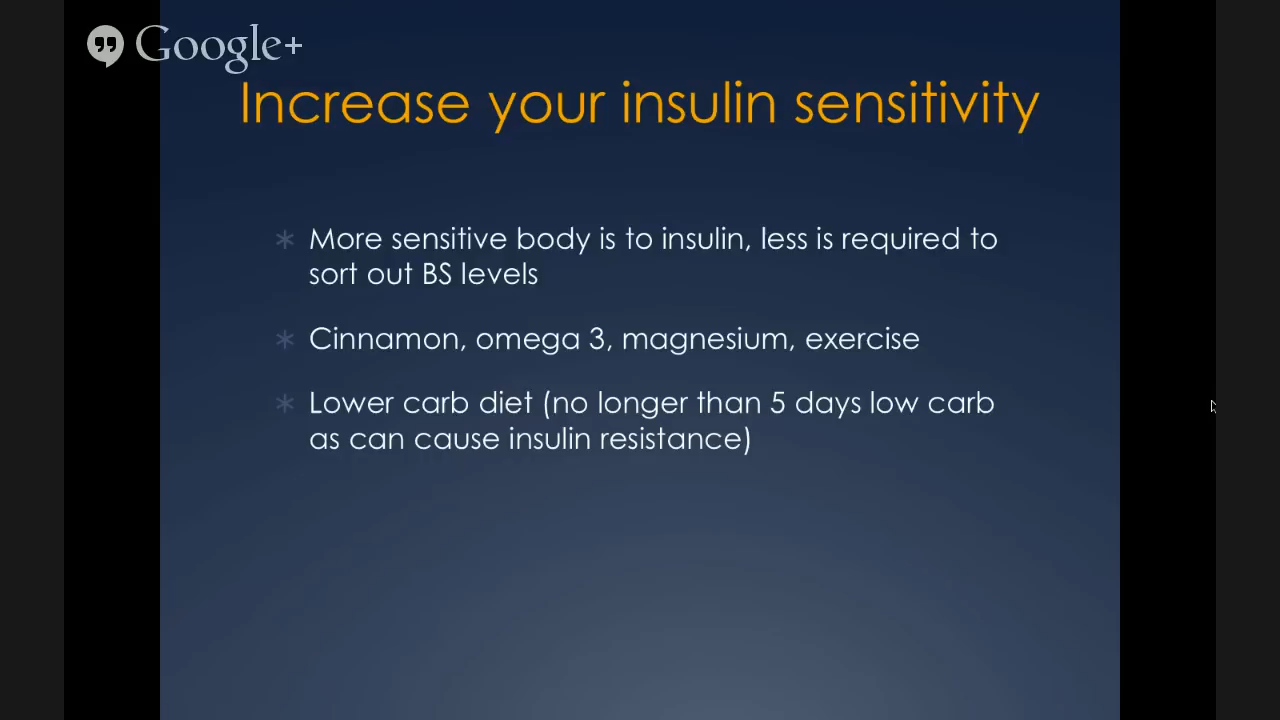 Google+
Increase your insulin sensitivity
More sensitive body is to insulin, less is required to
sort out BS levels
Cinnamon, omega 3, magnesium, exercise
Lower carb diet (no longer than 5 days low carb
as can cause insulin resistance)